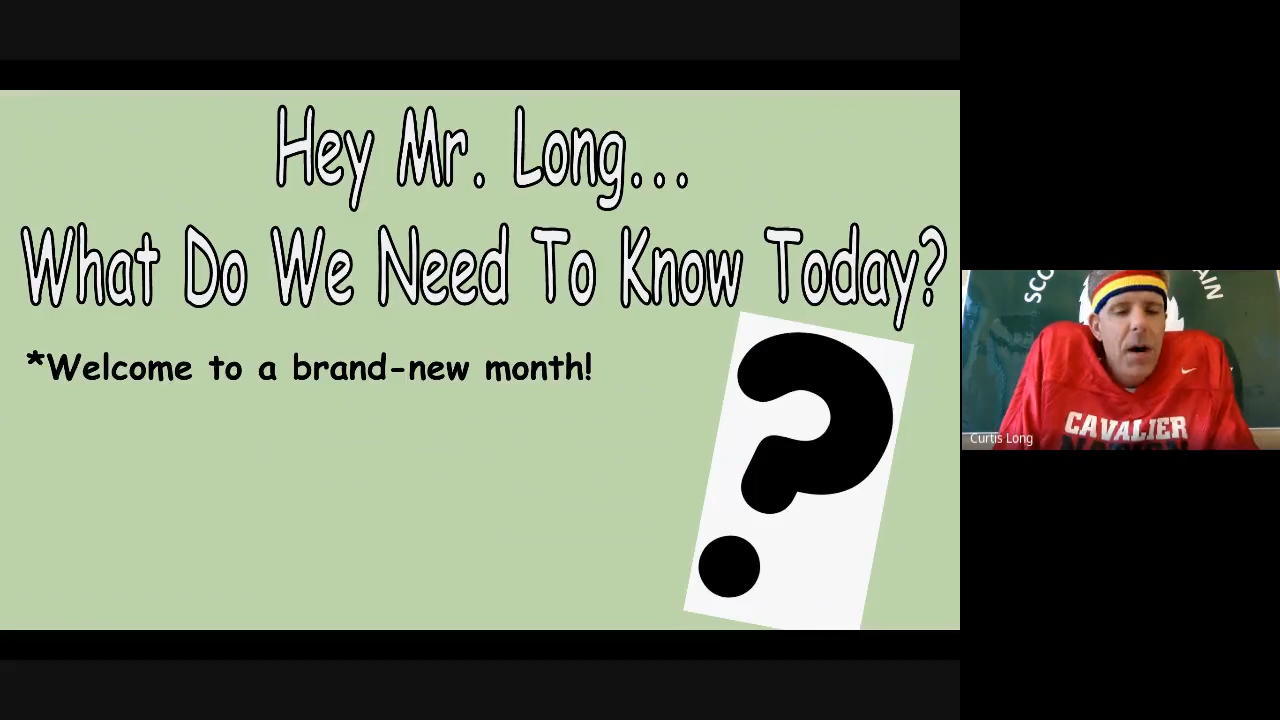 Hey Mr. Long...
What Do We Need To Know Today?
*Welcome to a brand-new month!
CAVALIER
Curtis Long